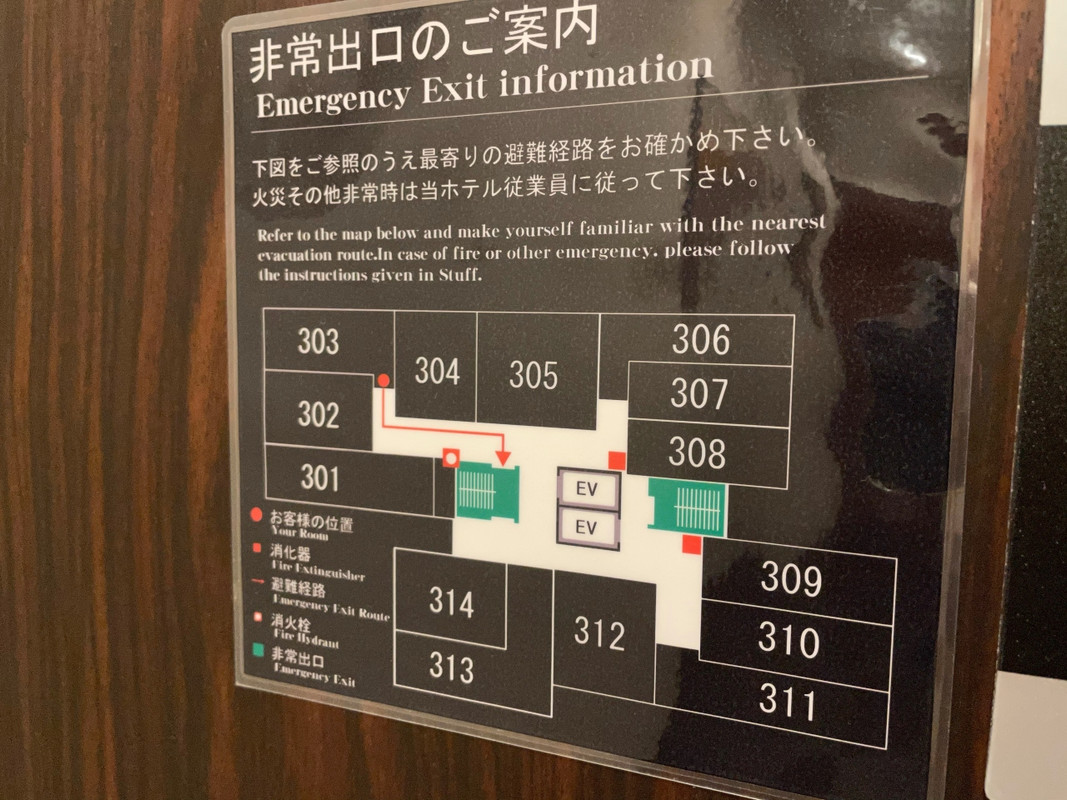 非常出口のご案内
Emergency Exit information
下図をご参照のうえ最寄りの避難経路をお確かめ下さい。
火災その他非常時は当ホテル従業員に従って下さい。
Refer to the map below and make yourself familiar with the nearest
evacuation route.In case of fire or other emergency. please follow
the instructions given in Stuff.
303
304
305
306
302
307
301
308
EV
EV
お客様の位置
Your Room
消化器
Fire Extinguisher
避難経路
Emergency Exit Route
消火栓
Fire Hydrant
非常出口
Emergency Exit
314
313
312
309
310
311